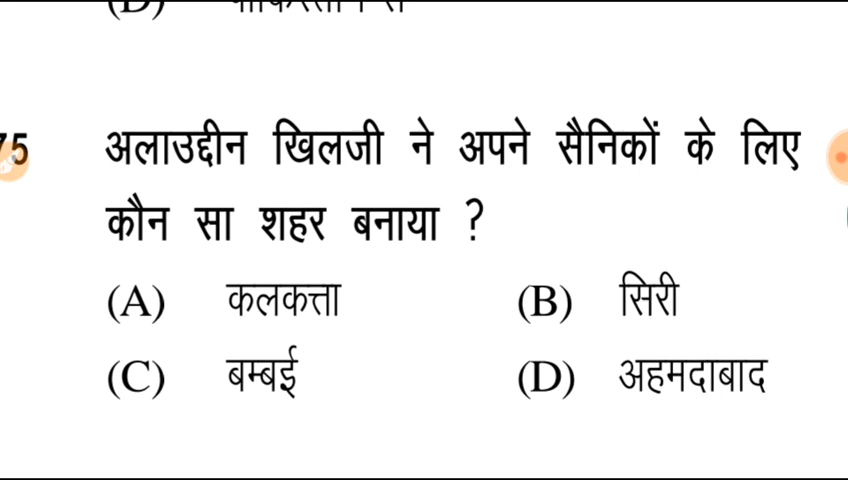 (D)
75 अलाउद्दीन खिलजी ने अपने सैनिकों के लिए
कौन सा शहर बनाया ?
(A) कलकत्ता (B) सिरी
(C) बम्बई (D) अहमदाबाद